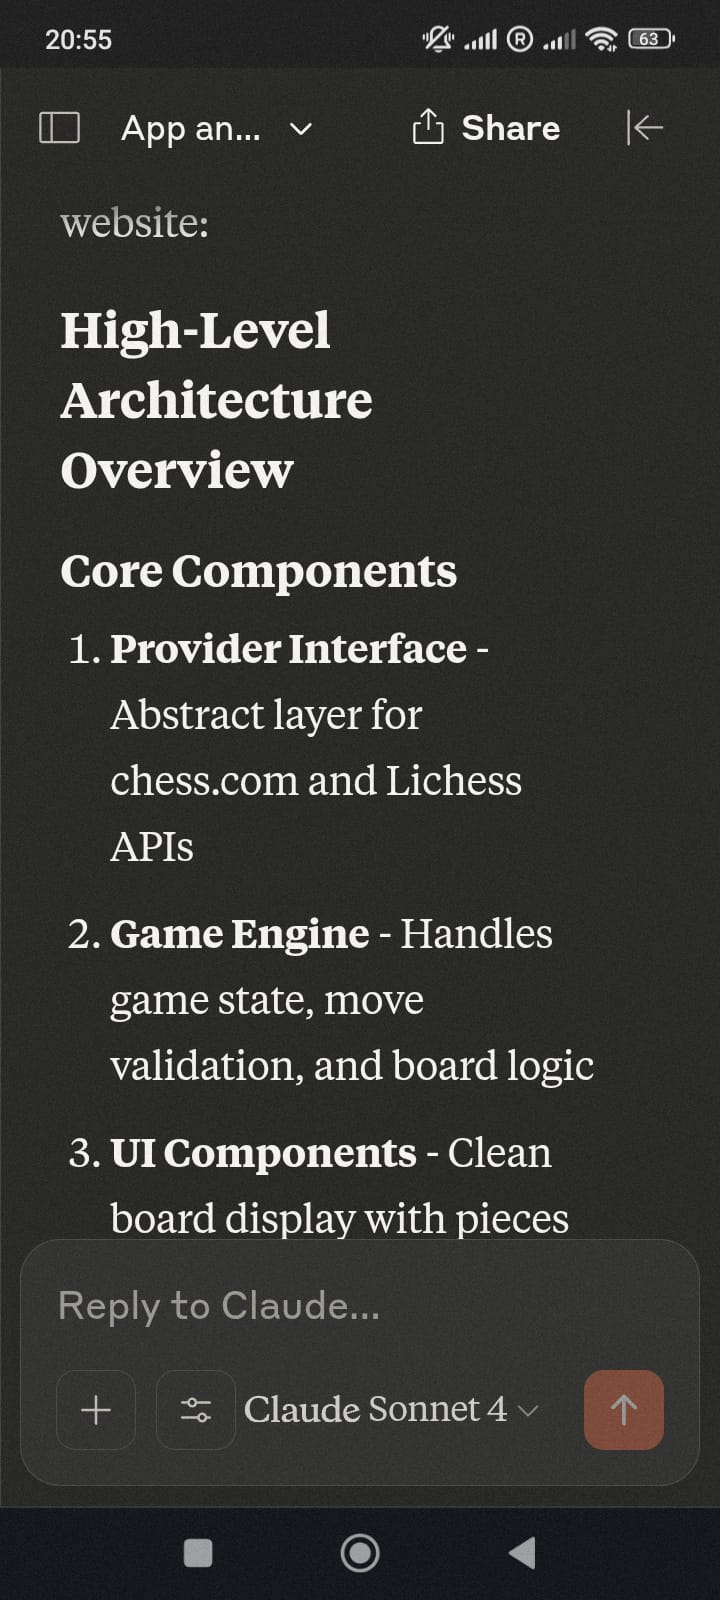 20:55
R
63
App an...
Share
website:
High-Level
Architecture
Overview
Core Components
1. Provider Interface -
Abstract layer for
chess.com and Lichess
APIs
2. Game Engine - Handles
game state, move
validation, and board logic
3. UI Components - Clean
board display with pieces
Reply to Claude...
Claude Sonnet 4